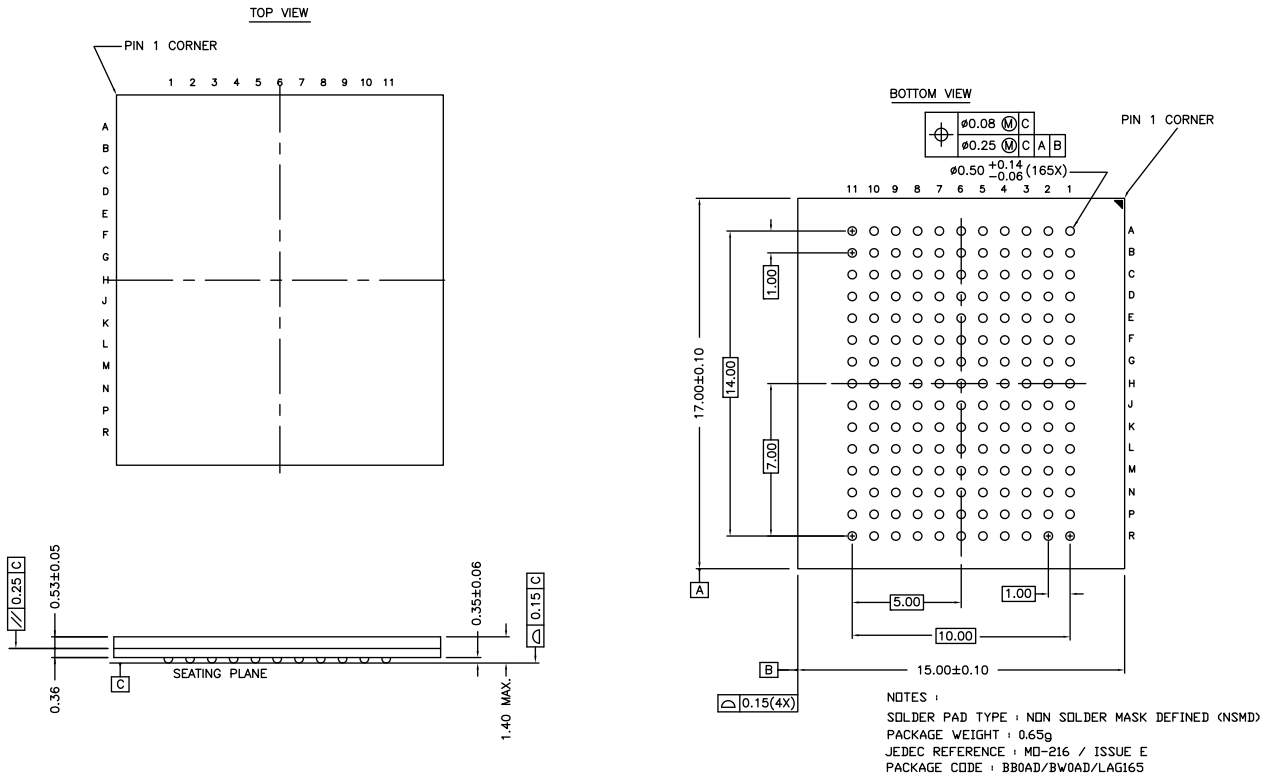 TOP VIEW
PIN 1 CORNER
1 2 3 4 5 6 7 8 9 10 11
A
B
C
D
E
F
G
H
J
K
L
M
N
P
R
BOTTOM VIEW
PIN 1 CORNER
ø0.08 Ⓜ C
ø0.25 Ⓜ C A B
ø0.50 +0.14 -0.06 (165X)
11 10 9 8 7 6 5 4 3 2 1
A
B
C
D
E
F
G
H
J
K
L
M
N
P
R
1.00
14.00
17.00±0.10
7.00
A
5.00
1.00
10.00
B
15.00±0.10
0.15(4X)
0.25 C
0.53±0.05
0.36
C
SEATING PLANE
0.35±0.06
0.15 C
1.40 MAX.
NOTES :
SOLDER PAD TYPE : NON SOLDER MASK DEFINED (NSMD)
PACKAGE WEIGHT : 0.65g
JEDEC REFERENCE : MO-216 / ISSUE E
PACKAGE CODE : BB0AD/BW0AD/LAG165